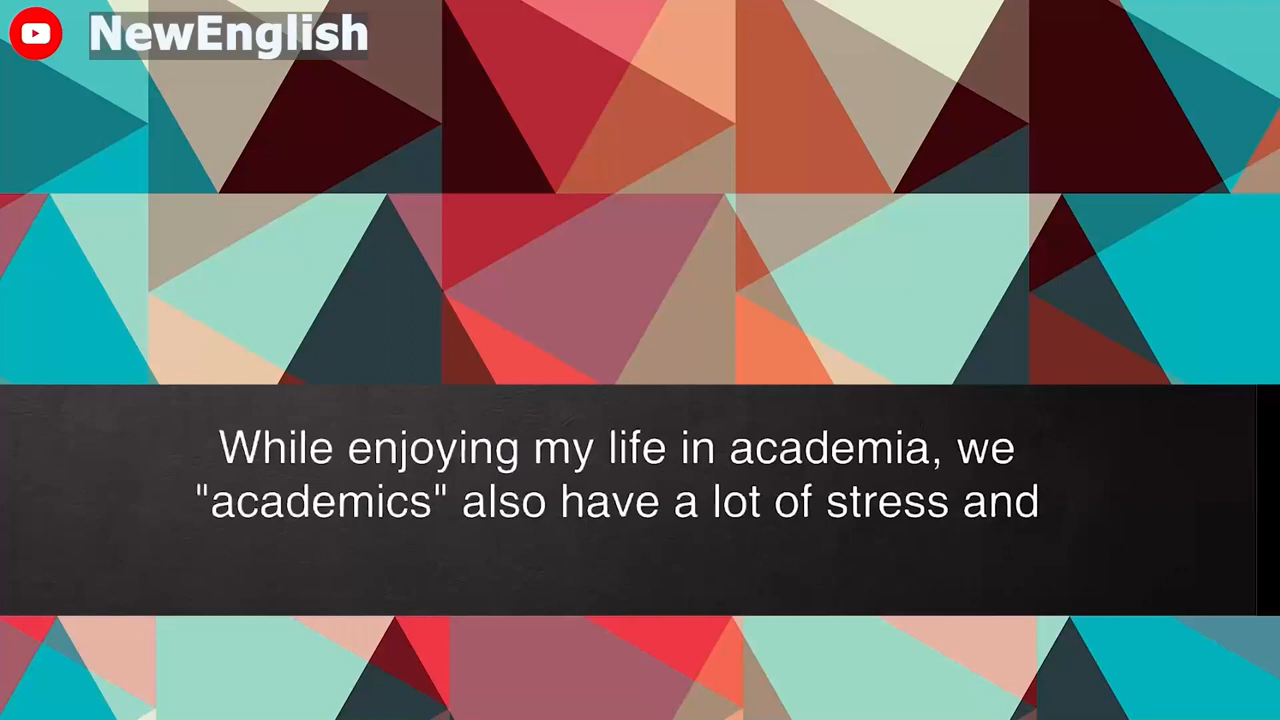 NewEnglish
While enjoying my life in academia, we
"academics" also have a lot of stress and